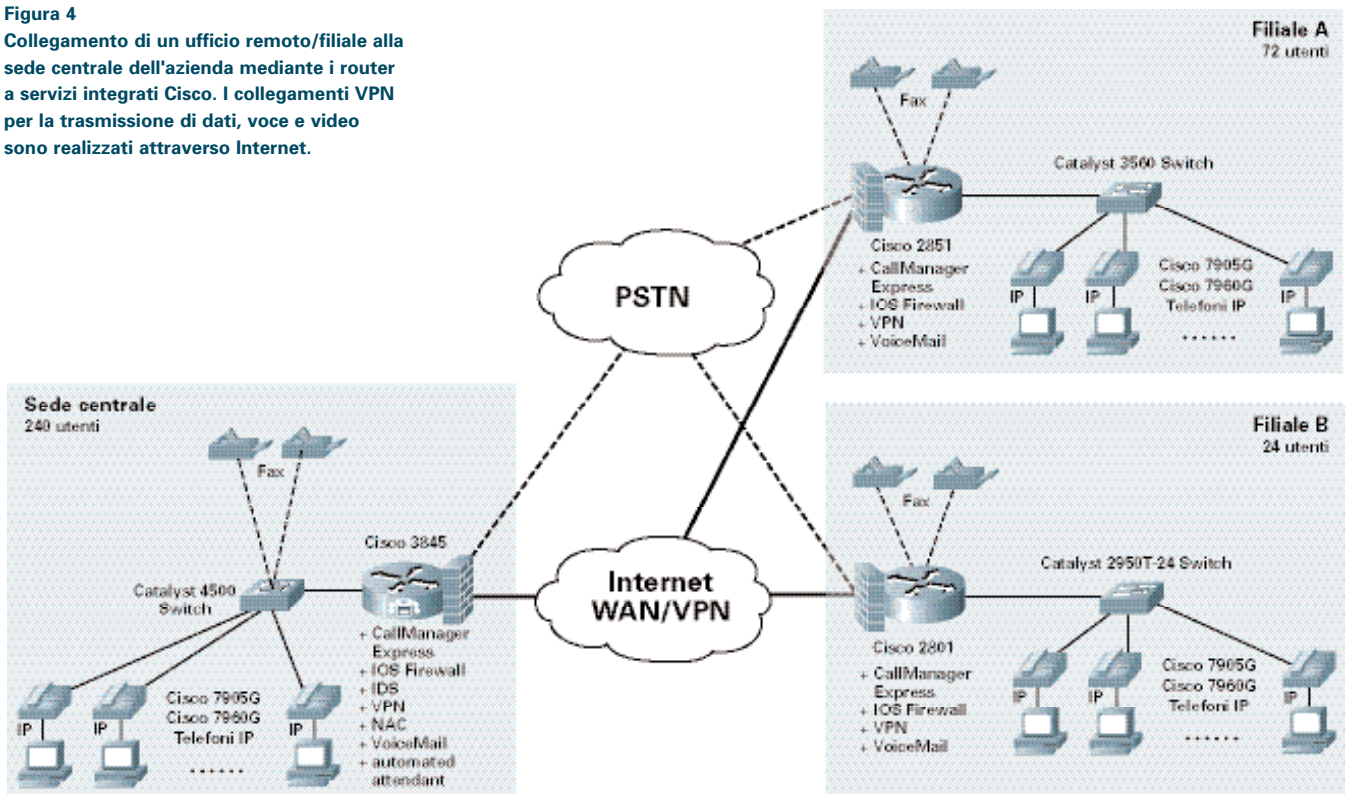 Figura 4
Collegamento di un ufficio remoto/filiale alla
sede centrale dell'azienda mediante i router
a servizi integrati Cisco. I collegamenti VPN
per la trasmissione di dati, voce e video
sono realizzati attraverso Internet.
Filiale A
72 utenti
Fax
Catalyst 3560 Switch
Cisco 2851
+ CallManager
Express
+ IOS Firewall
+ VPN
+ VoiceMail
Cisco 7905G
Cisco 7960G
Telefoni IP
IP
IP
IP
......
PSTN
Sede centrale
240 utenti
Fax
Cisco 3845
Catalyst 4500
Switch
+ CallManager
Express
+ IOS Firewall
+ IDS
+ VPN
+ NAC
+ VoiceMail
+ automated
attendant
Cisco 7905G
Cisco 7960G
Telefoni IP
IP
IP
IP
......
Internet
WAN/VPN
Filiale B
24 utenti
Fax
Catalyst 2950T-24 Switch
Cisco 2801
+ CallManager
Express
+ IOS Firewall
+ VPN
+ VoiceMail
Cisco 7905G
Cisco 7960G
Telefoni IP
IP
IP
IP
......